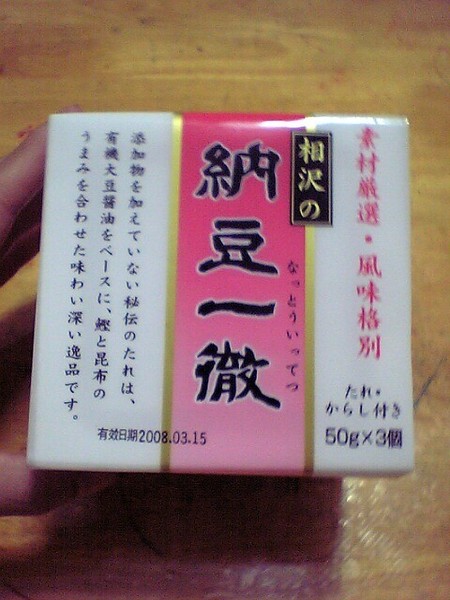 素材厳選・風味格別
相沢の
納豆一徹
なっとういってつ
たれ・
からし付き
50g×3個
添加物を加えていない秘伝のたれは、
有機大豆醤油をベースに、鰹と昆布の
うまみを合わせた味わい深い逸品です。
有效日期2008.03.15